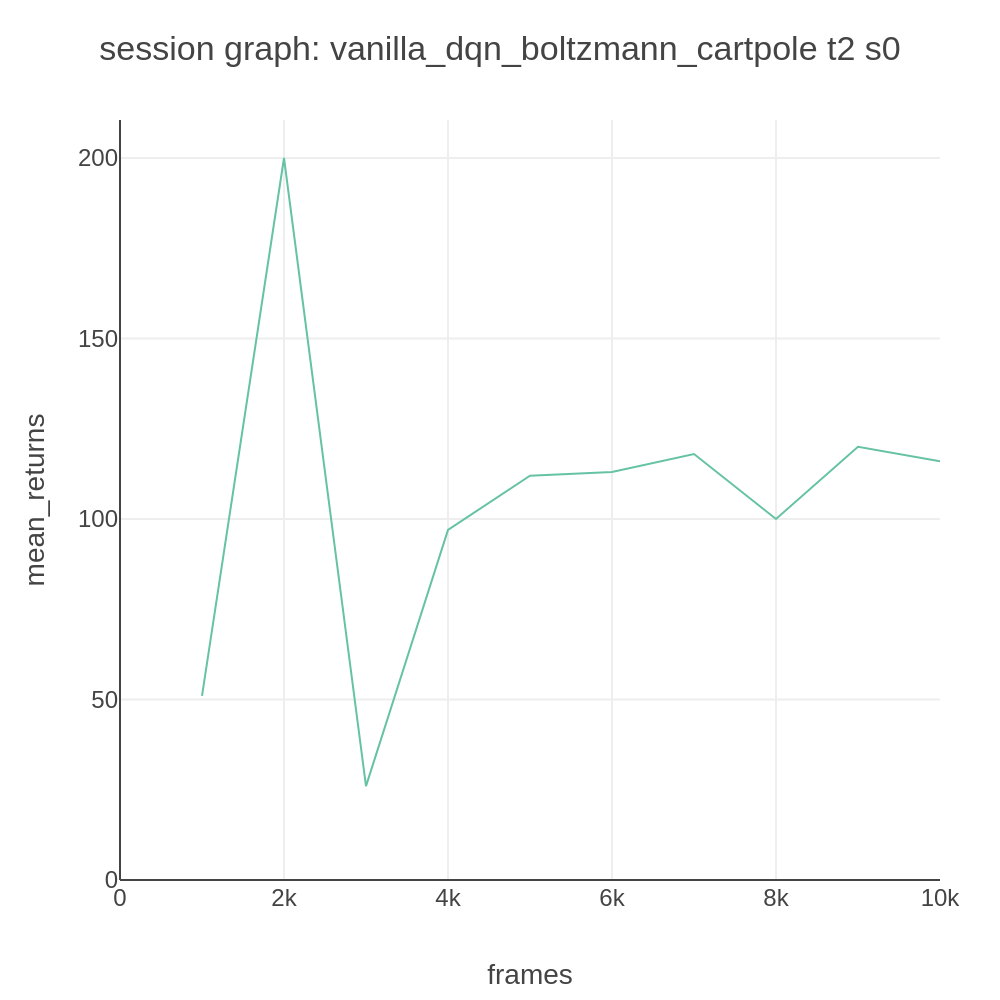 session graph: vanilla_dqn_boltzmann_cartpole t2 s0
200
150
100
50
0
mean_returns
0
2k
4k
6k
8k
10k
frames